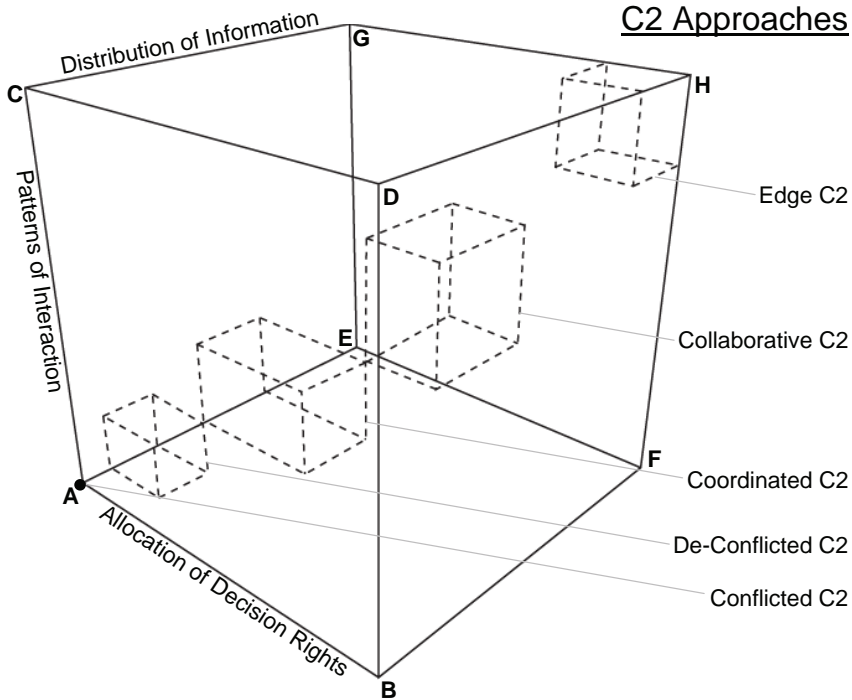 C2 Approaches
Distribution of Information
G
C
H
Patterns of Interaction
D
Edge C2
E
Collaborative C2
F
A
Coordinated C2
Allocation of Decision Rights
De-Conflicted C2
Conflicted C2
B